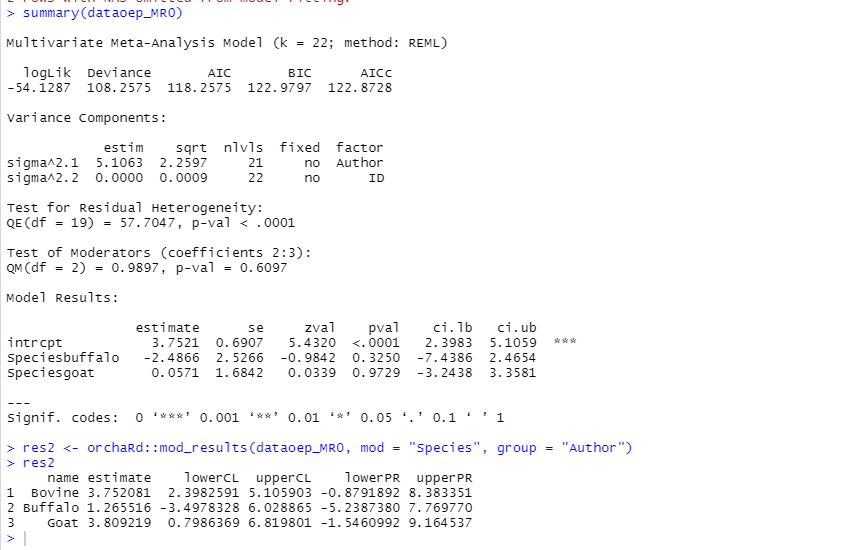 2 rows with NAs omitted from model fitting.
> summary(dataoep_MR0)
Multivariate Meta-Analysis Model (k = 22; method: REML)
logLik Deviance AIC BIC AICc
-54.1287 108.2575 118.2575 122.9797 122.8728
Variance Components:
estim sqrt nlvls fixed factor
sigma^2.1 5.1063 2.2597 21 no Author
sigma^2.2 0.0000 0.0009 22 no ID
Test for Residual Heterogeneity:
QE(df = 19) = 57.7047, p-val < .0001
Test of Moderators (coefficients 2:3):
QM(df = 2) = 0.9897, p-val = 0.6097
Model Results:
estimate se zval pval ci.lb ci.ub
intrcpt 3.7521 0.6907 5.4320 <.0001 2.3983 5.1059 ***
Speciesbuffalo -2.4866 2.5266 -0.9842 0.3250 -7.4386 2.4654
Speciesgoat 0.0571 1.6842 0.0339 0.9729 -3.2438 3.3581
---
Signif. codes: 0 ‘***’ 0.001 ‘**’ 0.01 ‘*’ 0.05 ‘.’ 0.1 ‘ ’ 1
> res2 <- orchaRd::mod_results(dataoep_MR0, mod = "Species", group = "Author")
> res2
name estimate lowerCL upperCL lowerPR upperPR
1 Bovine 3.752081 2.3982591 5.105903 -0.8791892 8.383351
2 Buffalo 1.265516 -3.4978328 6.028865 -5.2387380 7.769770
3 Goat 3.809219 0.7986369 6.819801 -1.5460992 9.164537
>